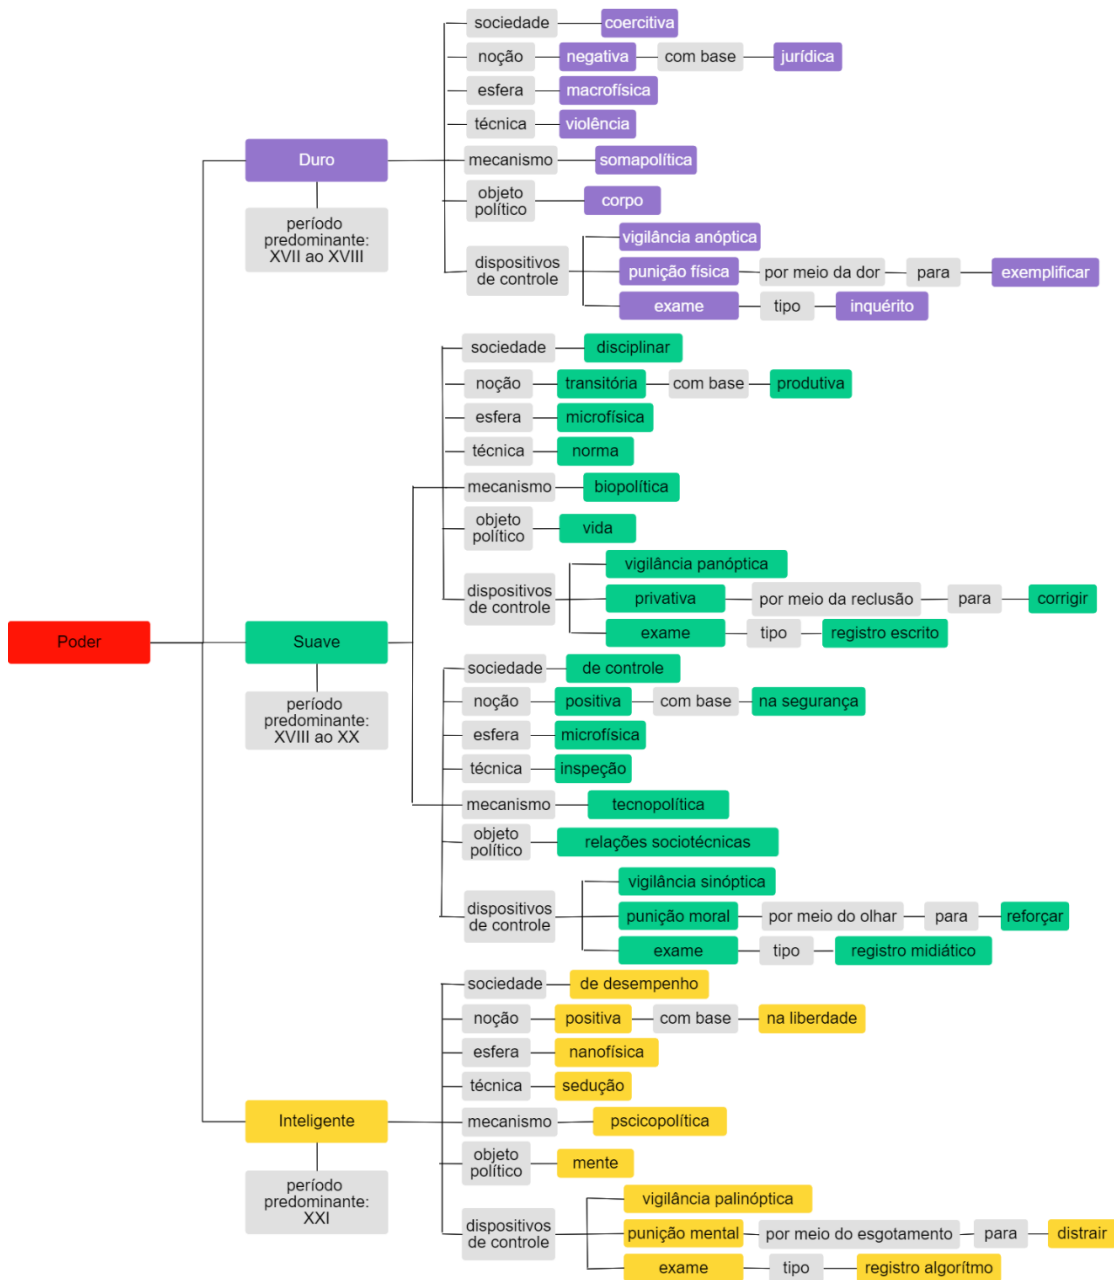 sociedade coercitiva
noção negativa com base jurídica
esfera macrofísica
técnica violência
Duro
mecanismo somapolítica
objeto
político
corpo
período
predominante:
XVII ao XVIII
vigilância anóptica
dispositivos
de controle
punição física por meio da dor para exemplificar
exame tipo inquérito
sociedade disciplinar
noção transitória com base produtiva
esfera microfísica
técnica norma
mecanismo biopolítica
objeto
político
vida
vigilância panóptica
dispositivos
de controle
privativa por meio da reclusão para corrigir
exame tipo registro escrito
Poder
Suave
período
predominante:
XVIII ao XX
sociedade de controle
noção positiva com base na segurança
esfera microfísica
técnica inspeção
mecanismo tecnopolítica
objeto
político
relações sociotécnicas
vigilância sinóptica
dispositivos
de controle
punição moral por meio do olhar para reforçar
exame tipo registro midiático
sociedade de desempenho
noção positiva com base na liberdade
esfera nanofísica
técnica sedução
Inteligente
mecanismo pscicopolítica
objeto
político
mente
período
predominante:
XXI
vigilância palinóptica
dispositivos
de controle
punição mental por meio do esgotamento para distrair
exame tipo registro algorítmo